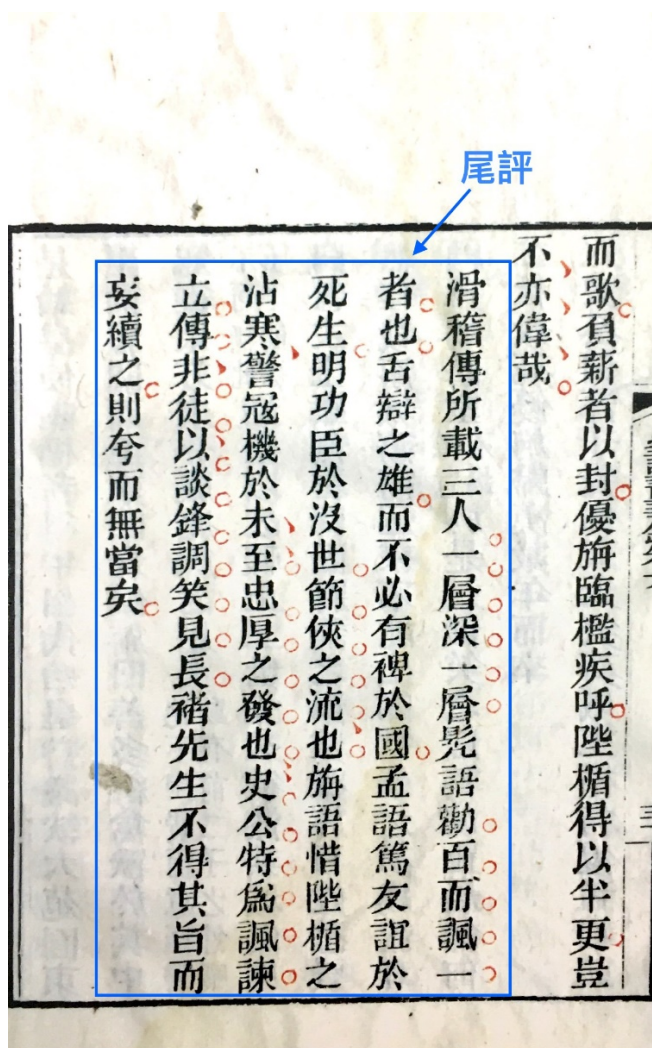 尾評
而歌負薪者以封優旃臨檻疾呼陛楯得以半更豈
不亦偉哉
滑稽傳所載三人一層深一層髡語勸百而諷一
者也舌辯之雄而不必有裨於國孟語篤友誼於
死生明功臣於沒世節俠之流也旃語惜陛楯之
沾寒警寇機於未至忠厚之發也史公特爲諷諫
立傳非徒以談鋒調笑見長褚先生不得其旨而
妄續之則夸而無當矣